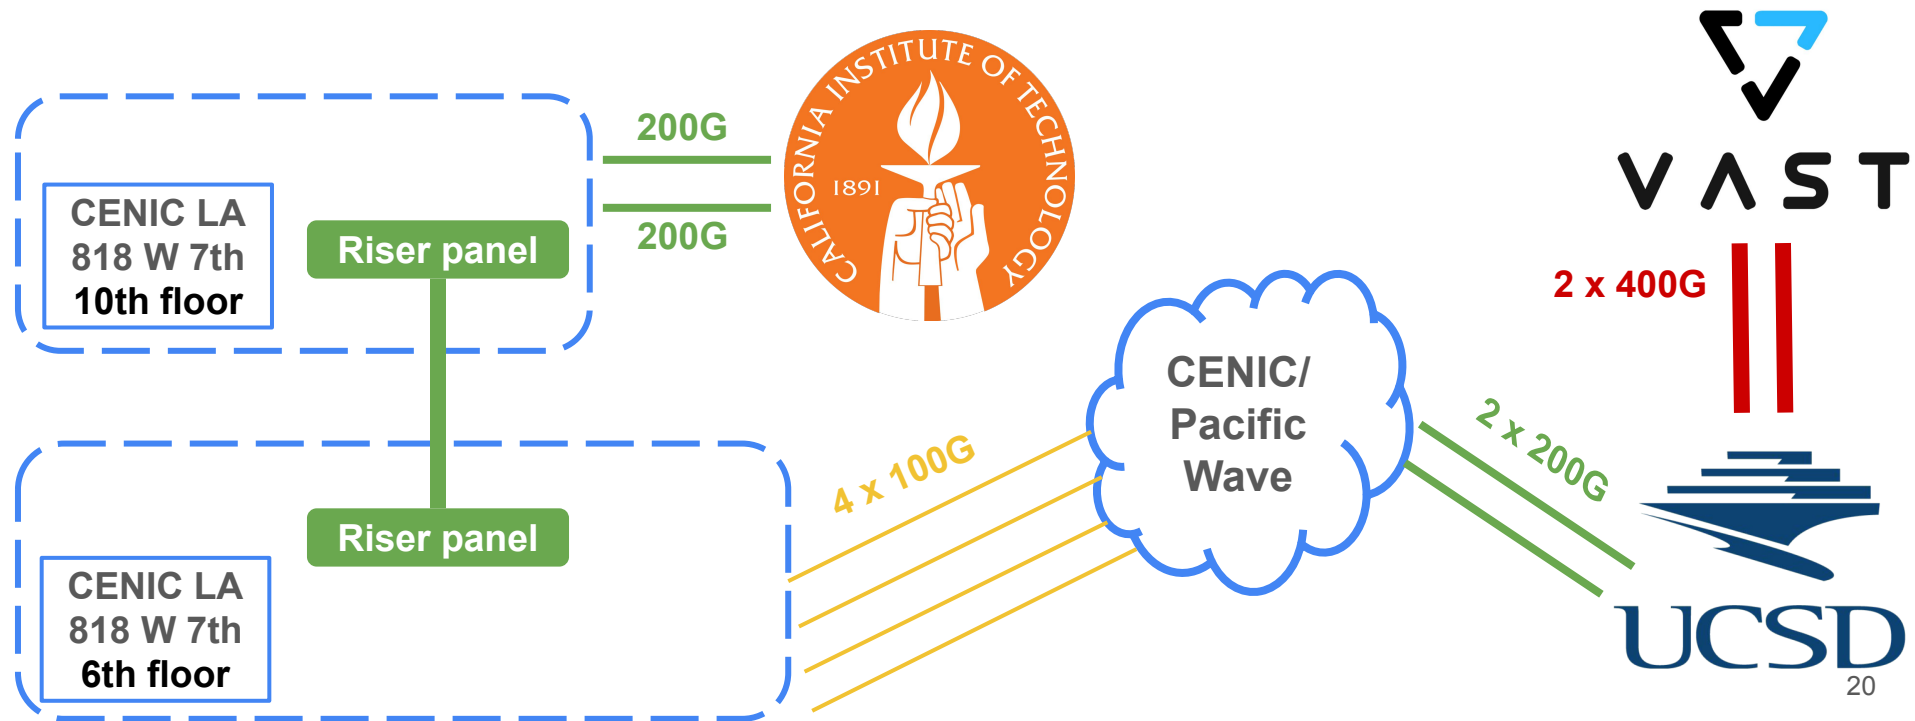 CENIC LA
818 W 7th
10th floor
Riser panel
200G
200G
CALIFORNIA INSTITUTE OF TECHNOLOGY
1891
VAST
2 x 400G
CENIC/
Pacific
Wave
2 x 200G
4 x 100G
Riser panel
CENIC LA
818 W 7th
6th floor
UCSD
20